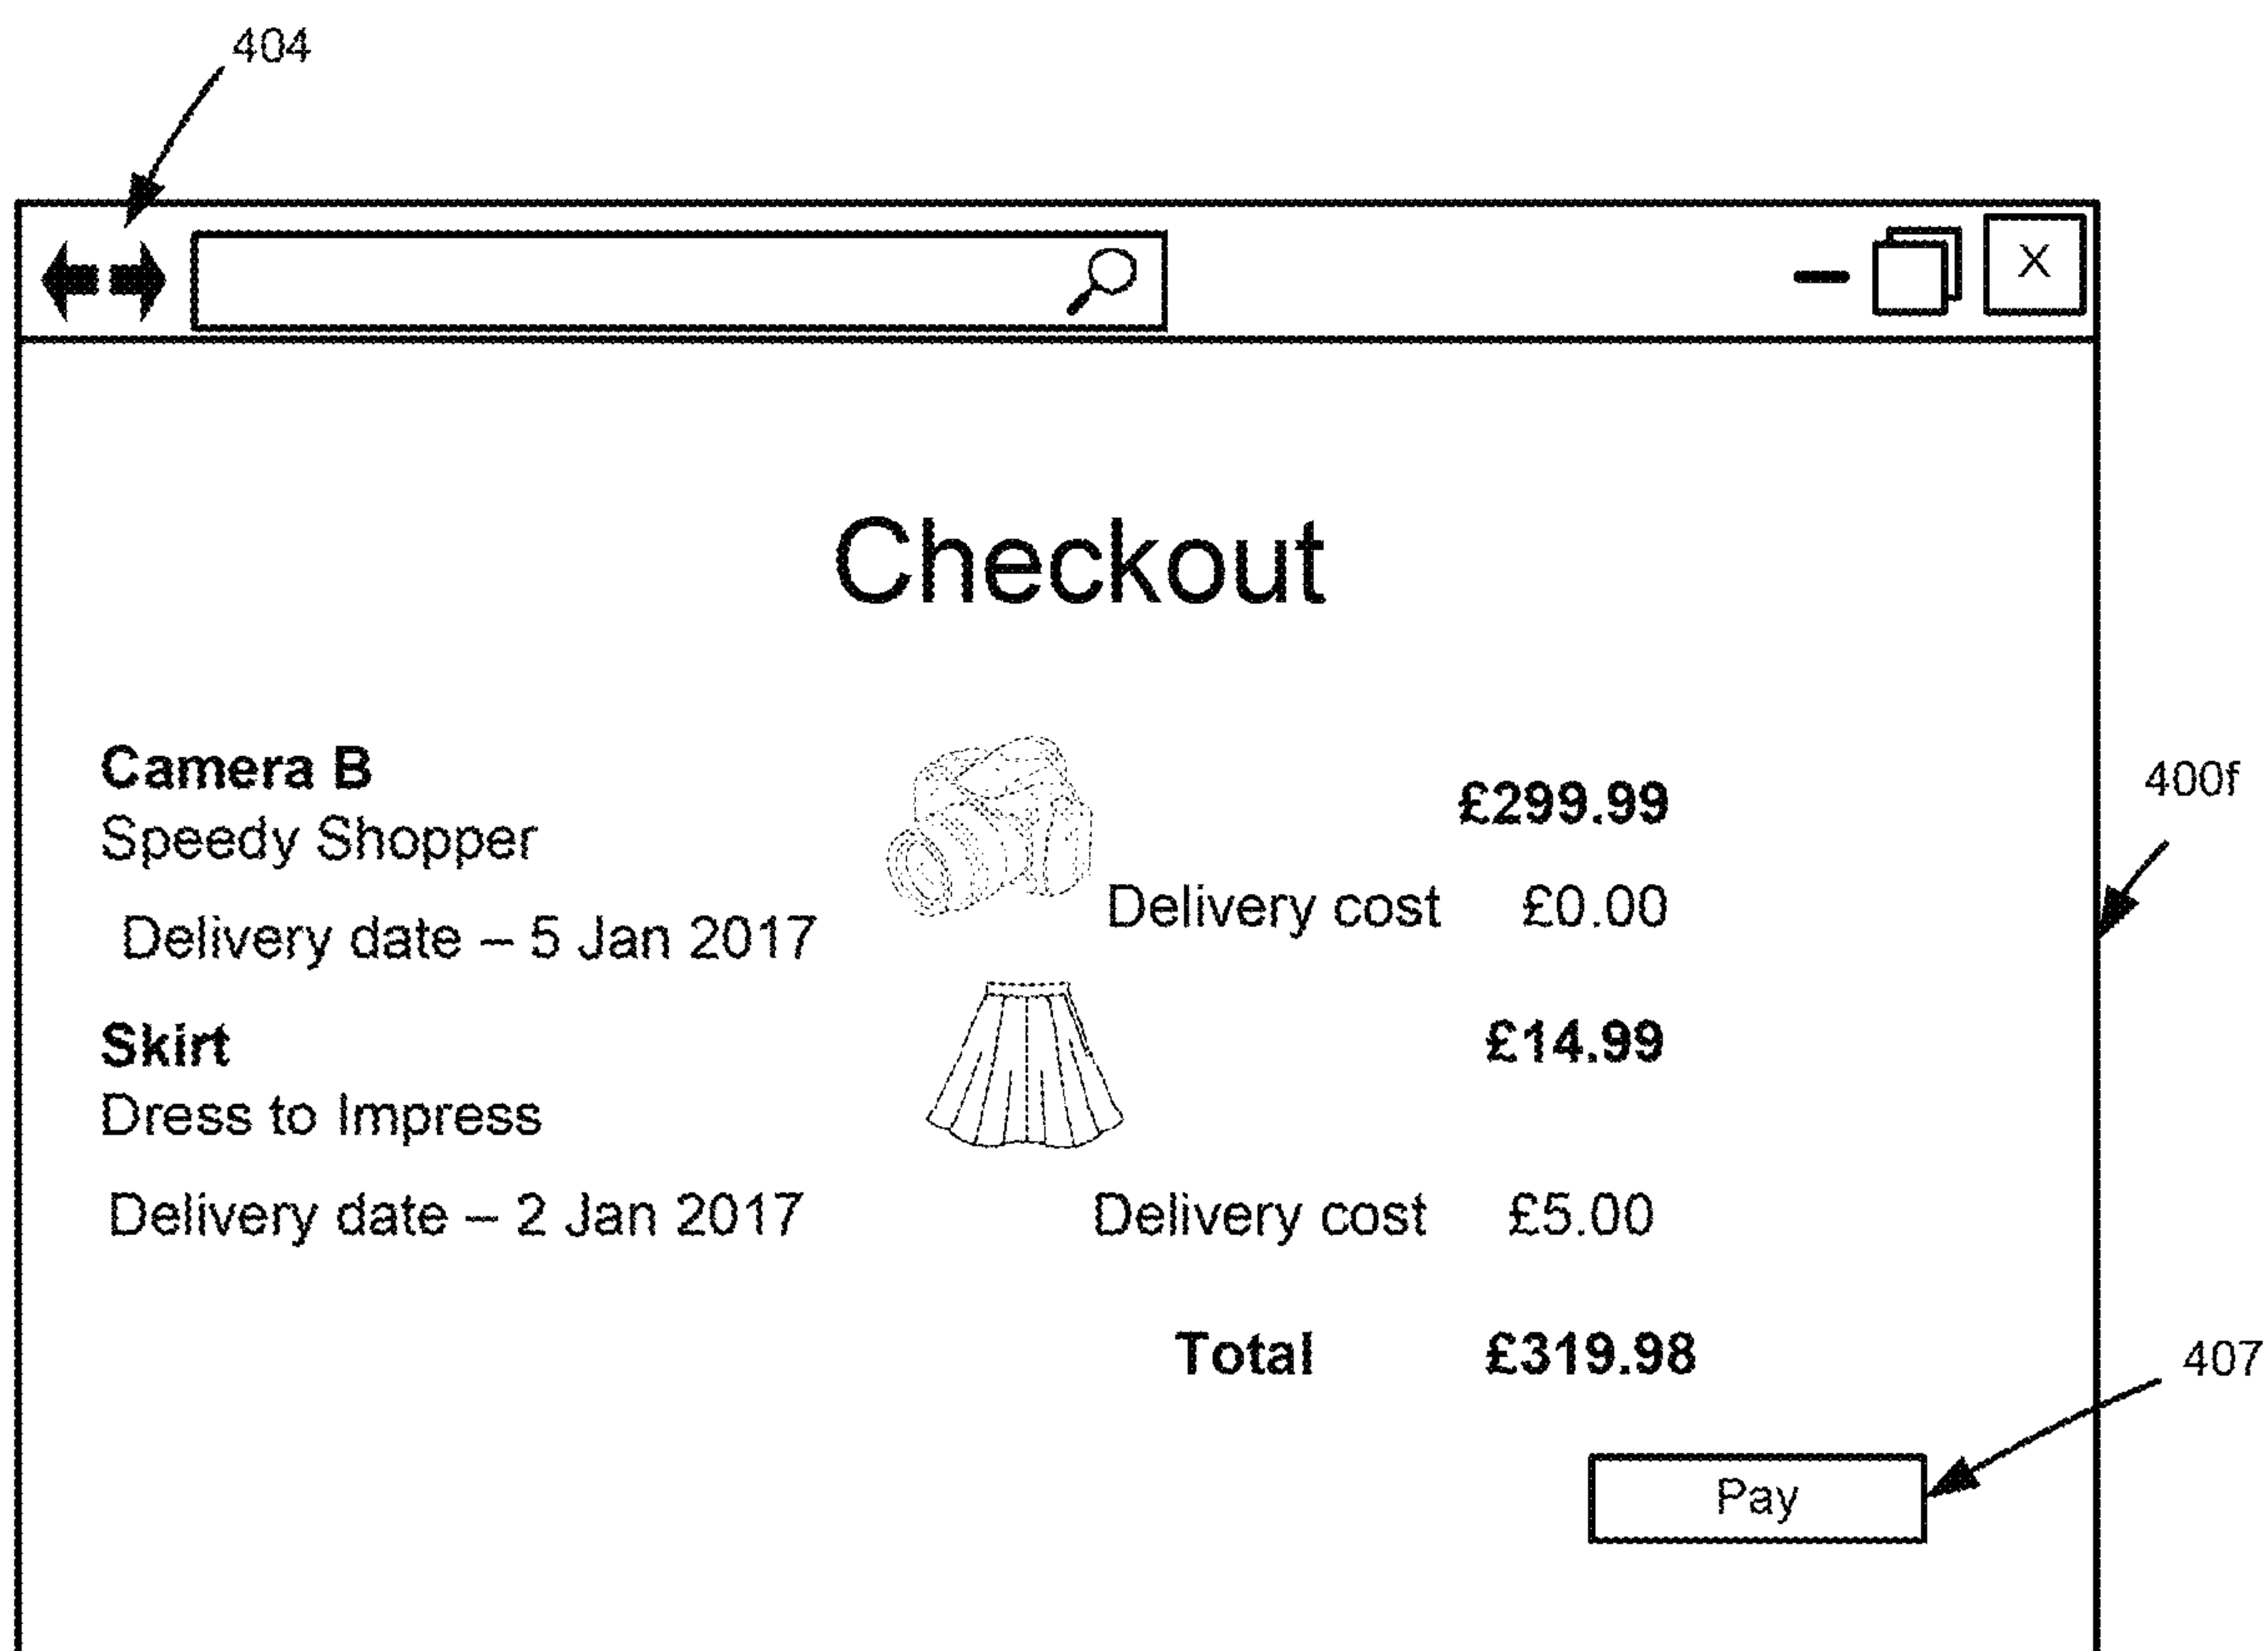 404
X
Checkout
Camera B
£299.99
400f
Speedy Shopper
Delivery cost £0.00
Delivery date – 5 Jan 2017
Skirt
£14.99
Dress to Impress
Delivery date – 2 Jan 2017
Delivery cost £5.00
Total £319.98
407
Pay